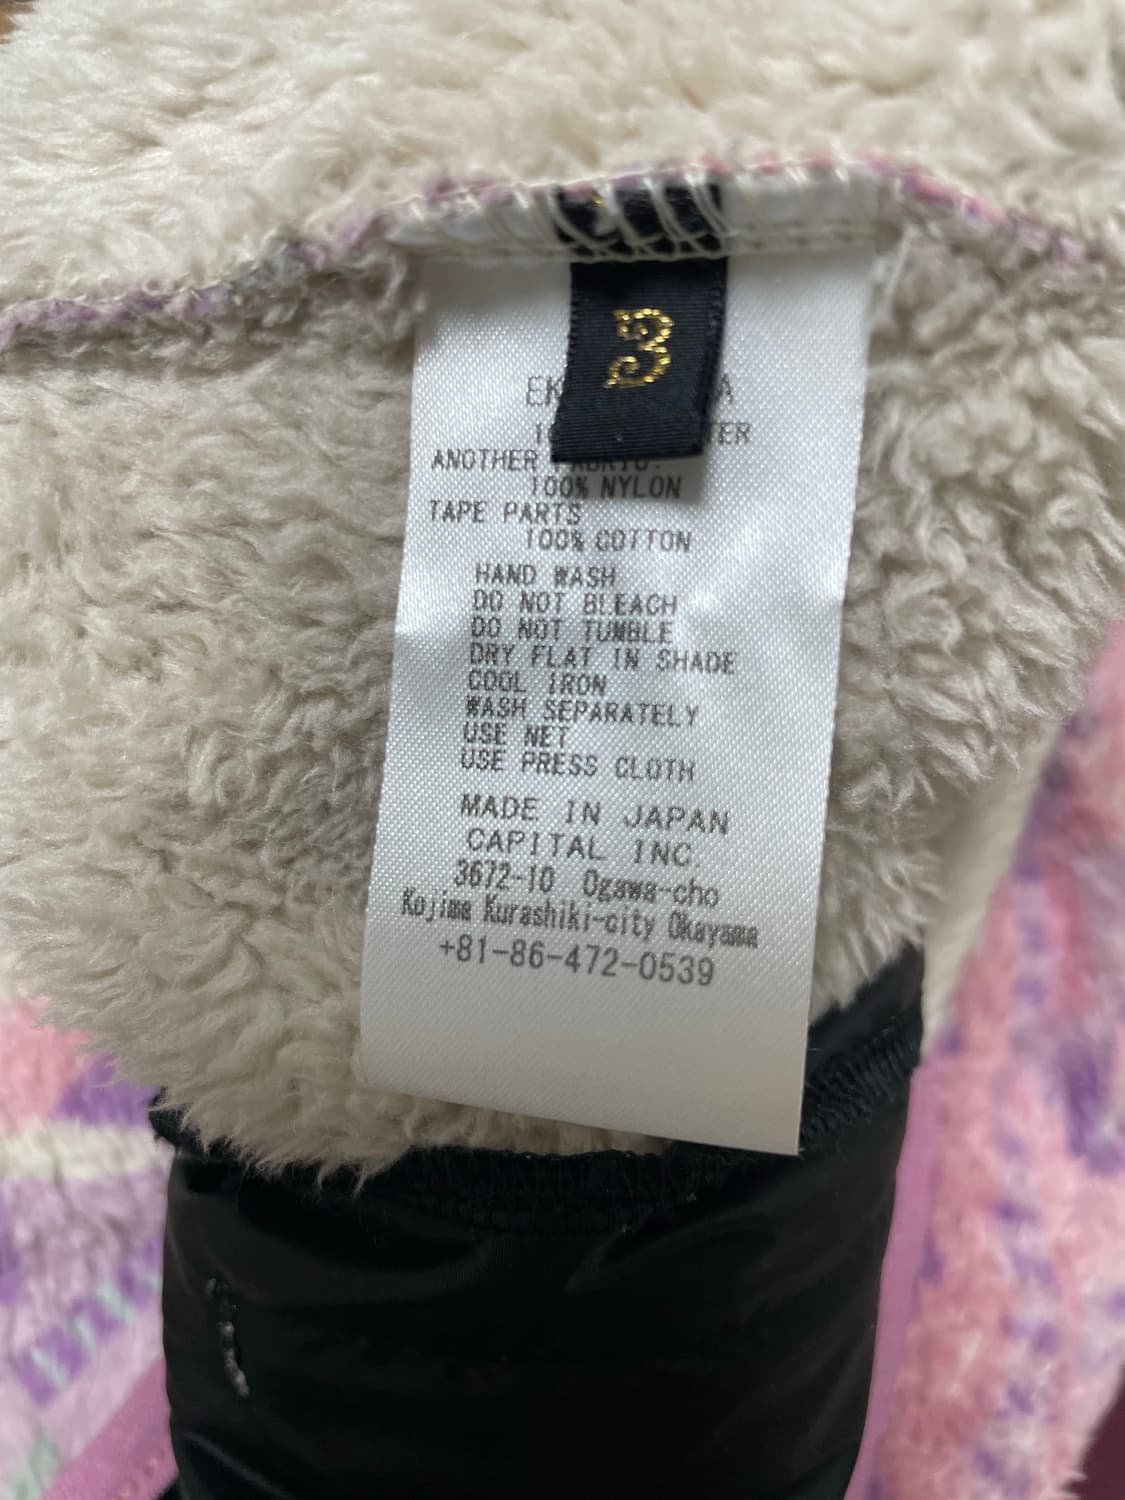 3
ANOTHER FABRIC:
100% NYLON
TAPE PARTS
100% COTTON
HAND WASH
DO NOT BLEACH
DO NOT TUMBLE
DRY FLAT IN SHADE
COOL IRON
WASH SEPARATELY
USE NET
USE PRESS CLOTH
MADE IN JAPAN
CAPITAL INC.
3672-10 Ogawa-cho
Kojima Kurashiki-city Okayama
+81-86-472-0539